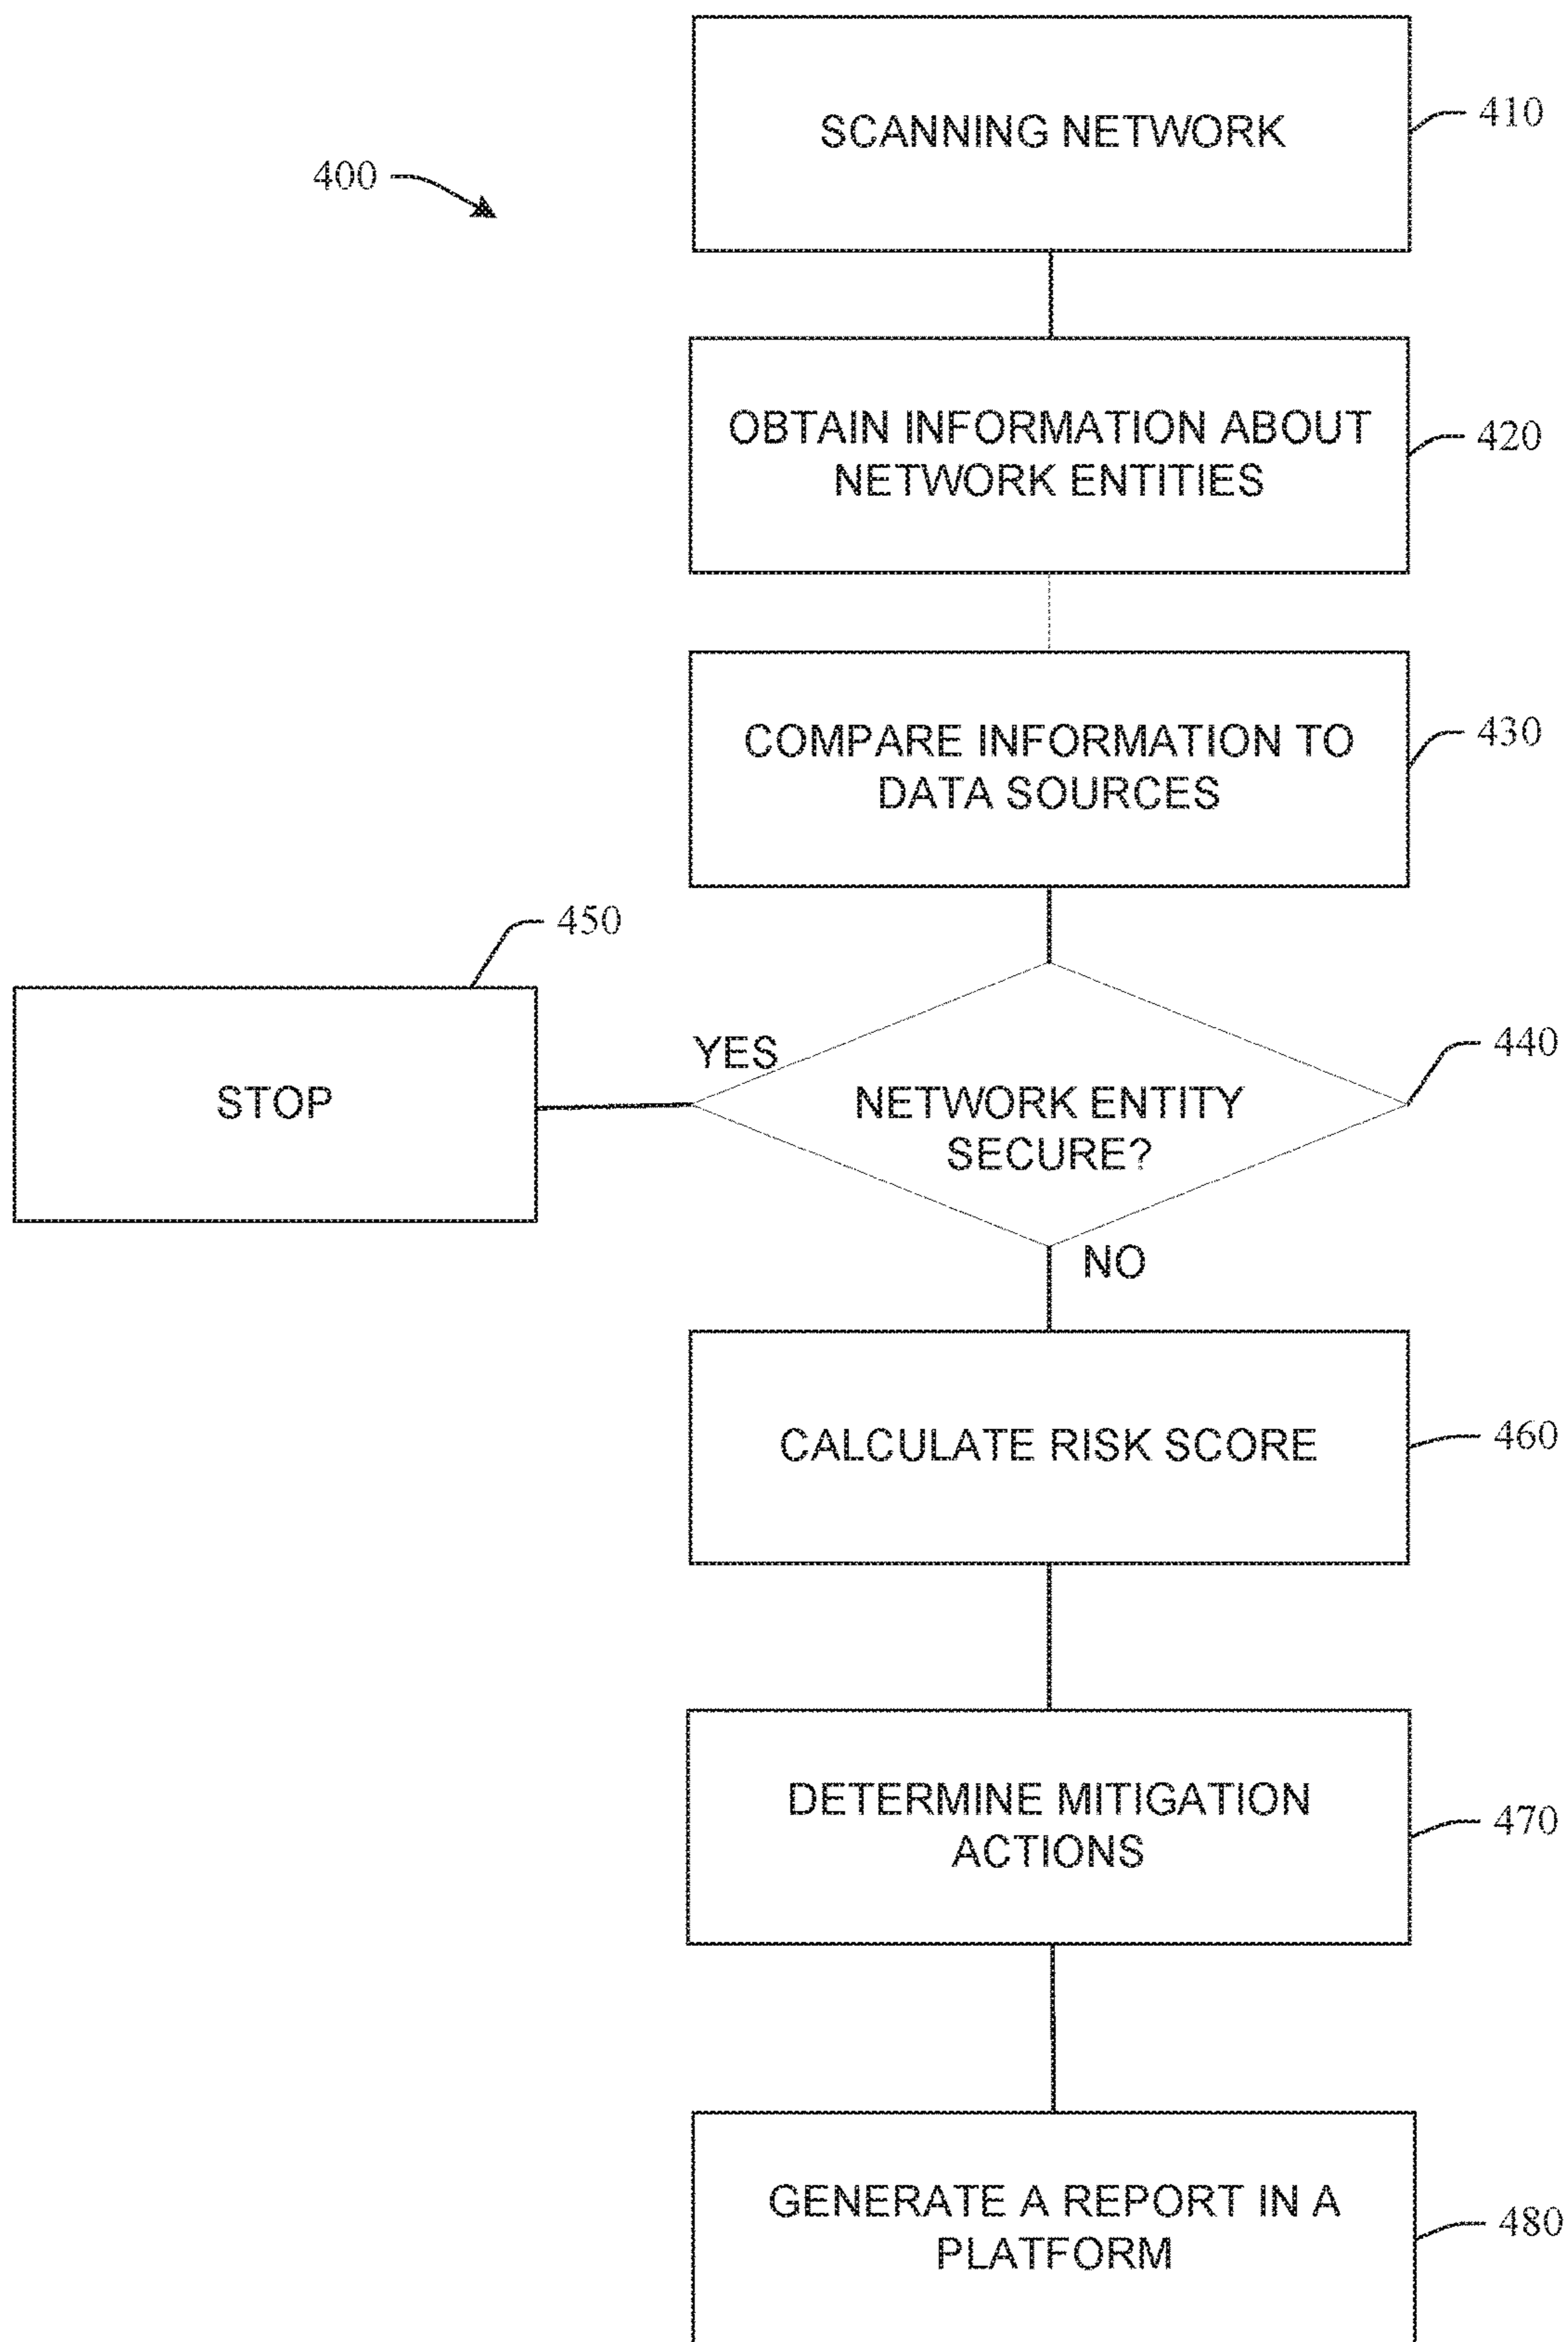 SCANNING NETWORK
410
400
OBTAIN INFORMATION ABOUT
NETWORK ENTITIES
420
COMPARE INFORMATION TO
DATA SOURCES
430
450
STOP
YES
NETWORK ENTITY
SECURE?
440
NO
CALCULATE RISK SCORE
460
DETERMINE MITIGATION
ACTIONS
470
GENERATE A REPORT IN A
PLATFORM
480